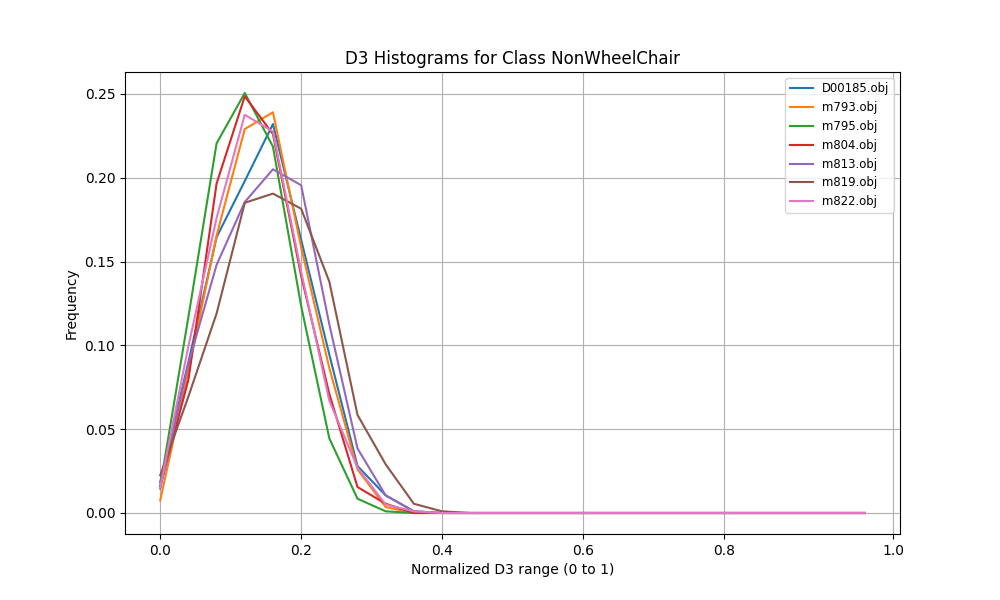 D3 Histograms for Class NonWheelChair
D00185.obj
m793.obj
m795.obj
m804.obj
m813.obj
m819.obj
m822.obj
Frequency
0.25
0.20
0.15
0.10
0.05
0.00
0.0 0.2 0.4 0.6 0.8 1.0
Normalized D3 range (0 to 1)